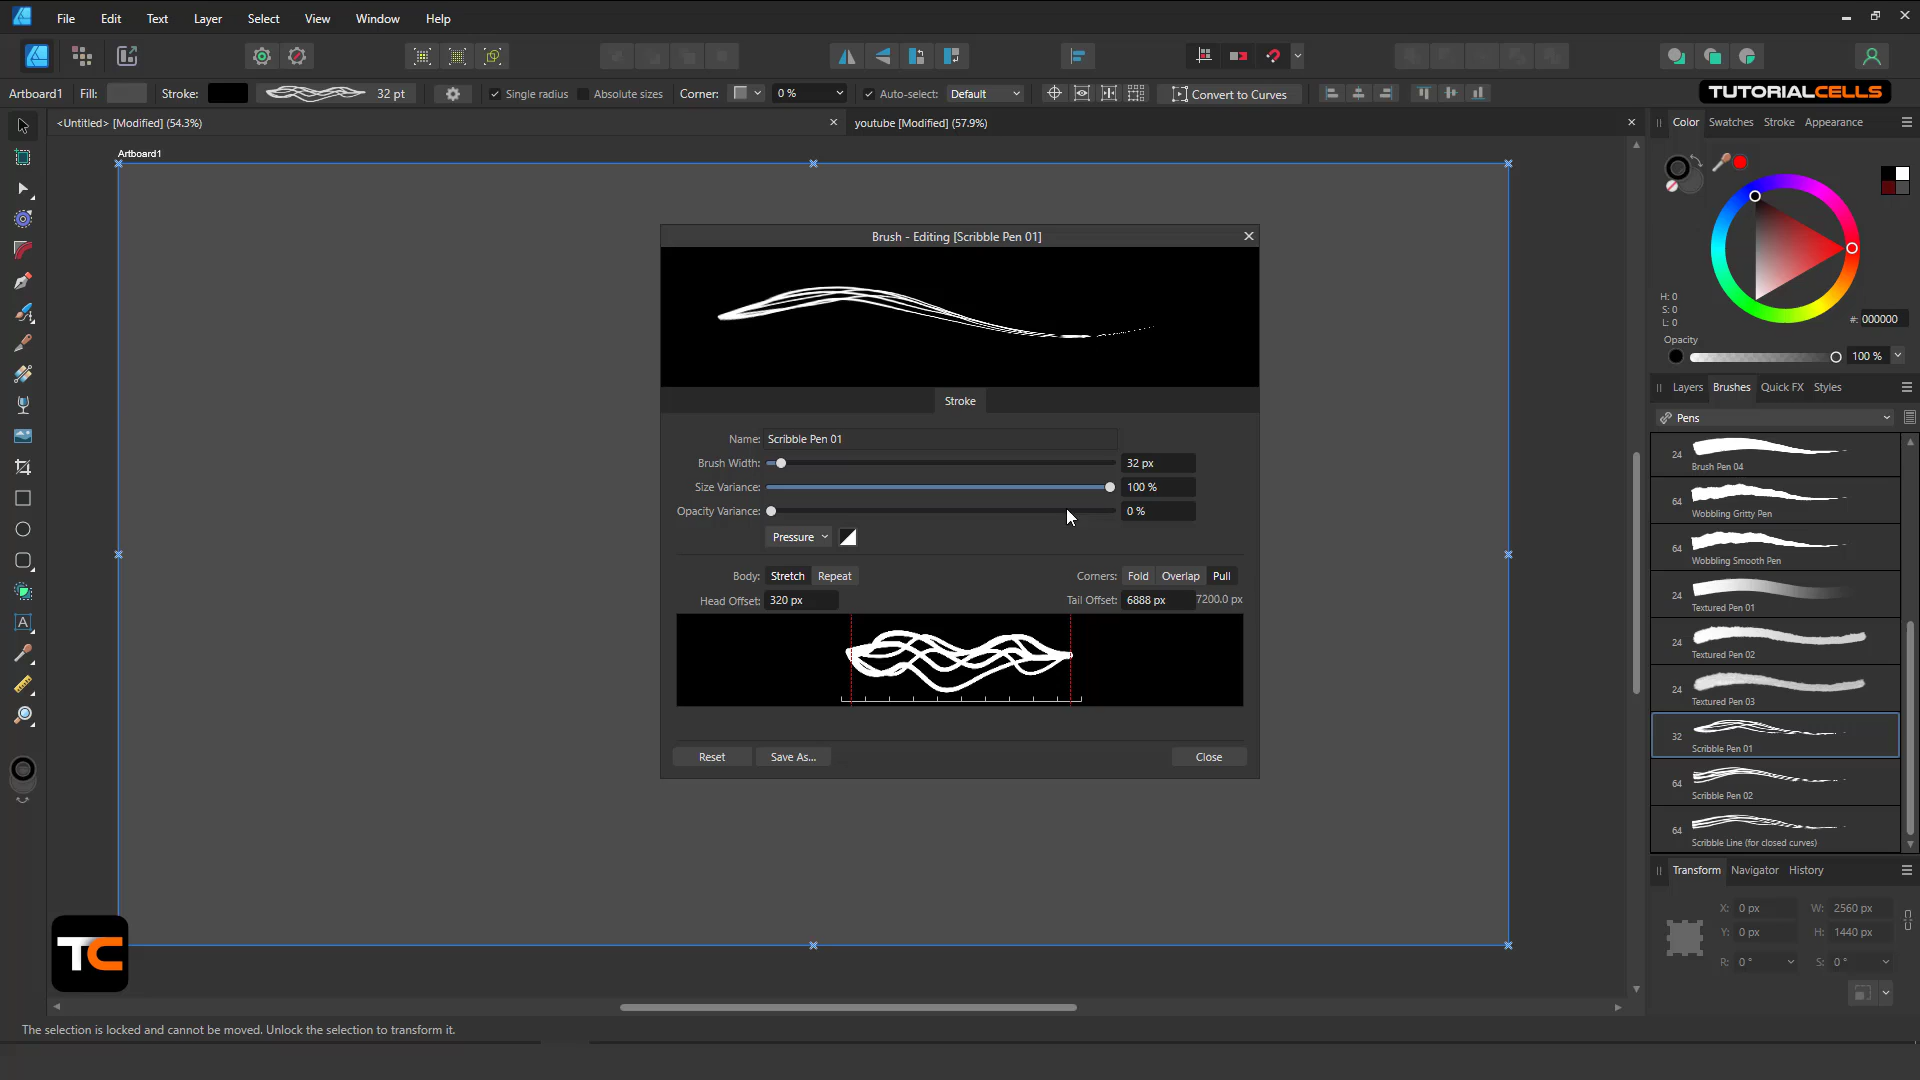 File Edit Text Layer Select View Window Help
Artboard1 Fill: Stroke: 32 pt Single radius Absolute sizes Corner: 0 % Auto-select: Default Convert to Curves
TUTORIALCELLS
<Untitled> [Modified] (54.3%) youtube [Modified] (57.9%)
Artboard1
Brush - Editing [Scribble Pen 01]
Stroke
Name: Scribble Pen 01
Brush Width: 32 px
Size Variance: 100 %
Opacity Variance: 0 %
Pressure
Body: Stretch Repeat Corners: Fold Overlap Pull
Head Offset: 320 px Tail Offset: 6888 px 7200.0 px
Reset Save As... Close
Color Swatches Stroke Appearance
H: 0
S: 0
L: 0
#: 000000
Opacity
100 %
Layers Brushes Quick FX Styles
Pens
24 Brush Pen 04
64 Wobbling Gritty Pen
64 Wobbling Smooth Pen
24 Textured Pen 01
24 Textured Pen 02
24 Textured Pen 03
32 Scribble Pen 01
64 Scribble Pen 02
64 Scribble Line (for closed curves)
Transform Navigator History
X: 0 px W: 2560 px
Y: 0 px H: 1440 px
R: 0 ° S: 0 °
TC
The selection is locked and cannot be moved. Unlock the selection to transform it.